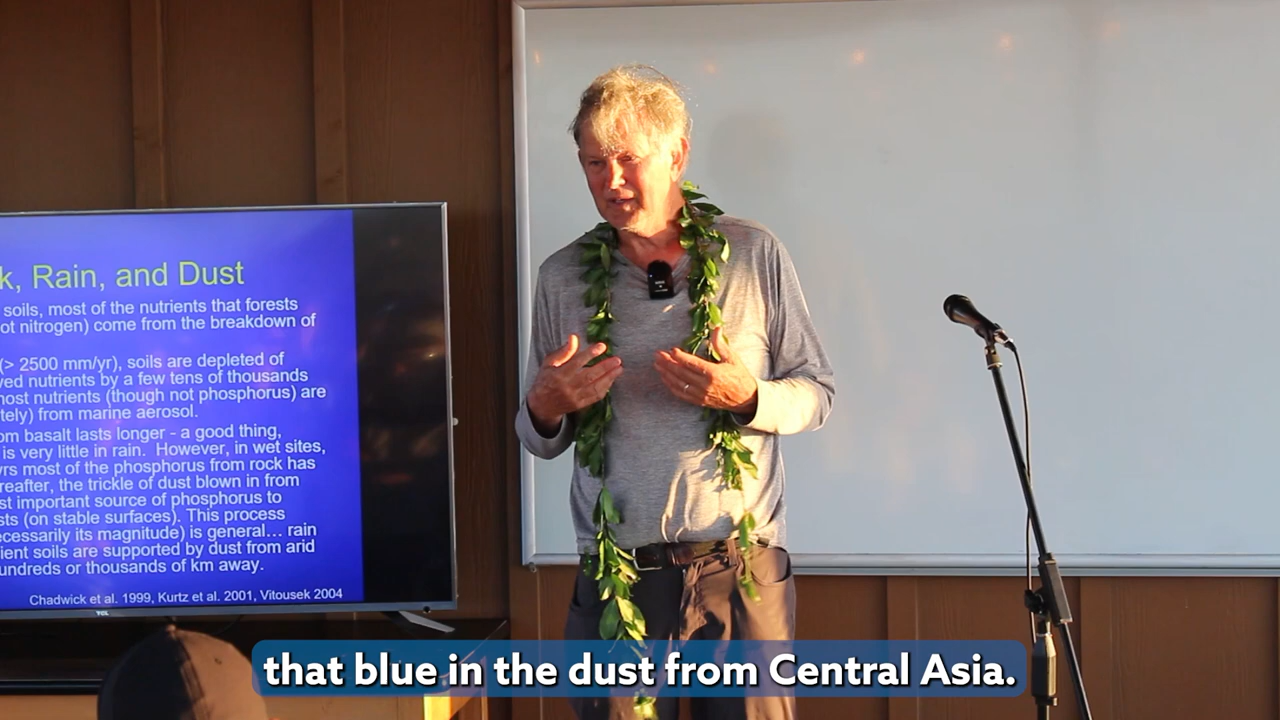 k, Rain, and Dust
soils, most of the nutrients that forests
ot nitrogen) come from the breakdown of
(> 2500 mm/yr), soils are depleted of
ved nutrients by a few tens of thousands
nost nutrients (though not phosphorus) are
tely) from marine aerosol.
om basalt lasts longer - a good thing,
is very little in rain. However, in wet sites,
yrs most of the phosphorus from rock has
reafter, the trickle of dust blown in from
st important source of phosphorus to
sts (on stable surfaces). This process
ecessarily its magnitude) is general... rain
ient soils are supported by dust from arid
undreds or thousands of km away.
Chadwick et al. 1999, Kurtz et al. 2001, Vitousek 2004
TCL
that blue in the dust from Central Asia.